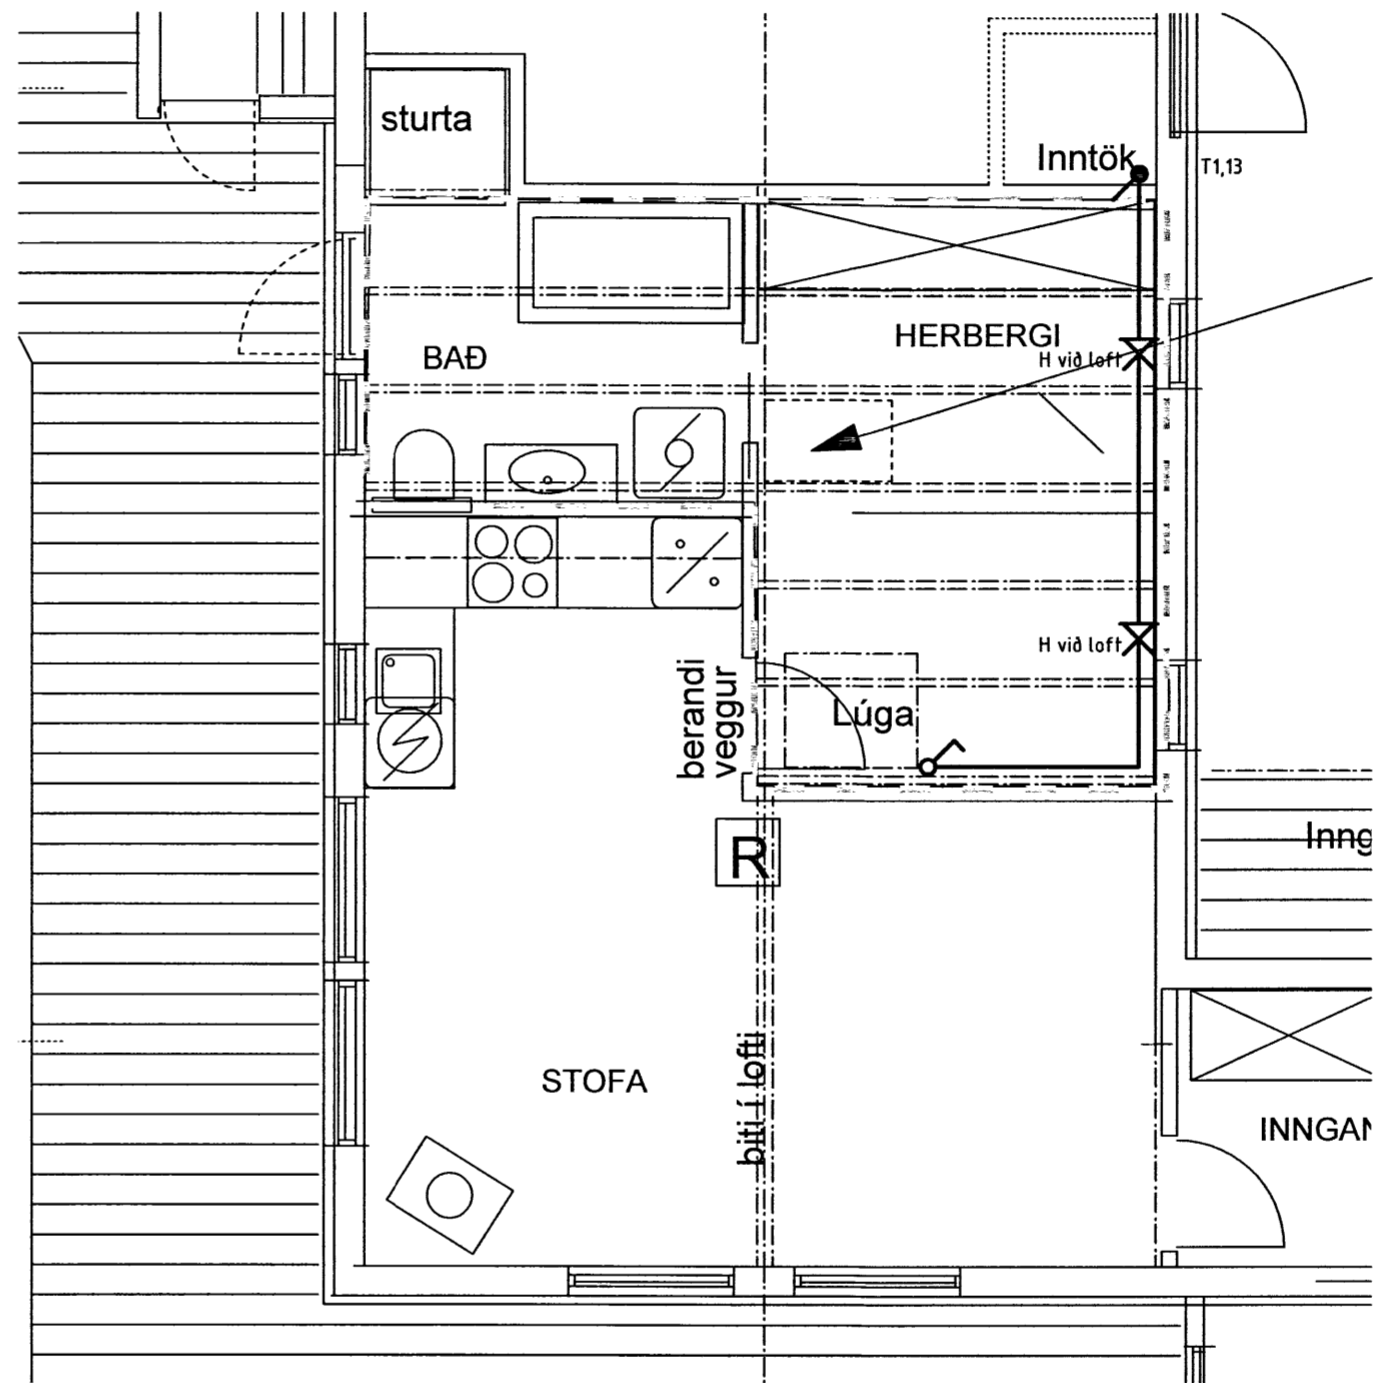 sturta
Inntök
T1,13
HERBERGI
BAÐ
H við loft
H við loft
berandi
veggur
Lúga
R
Inng
biti í lofti
STOFA
INNGAN